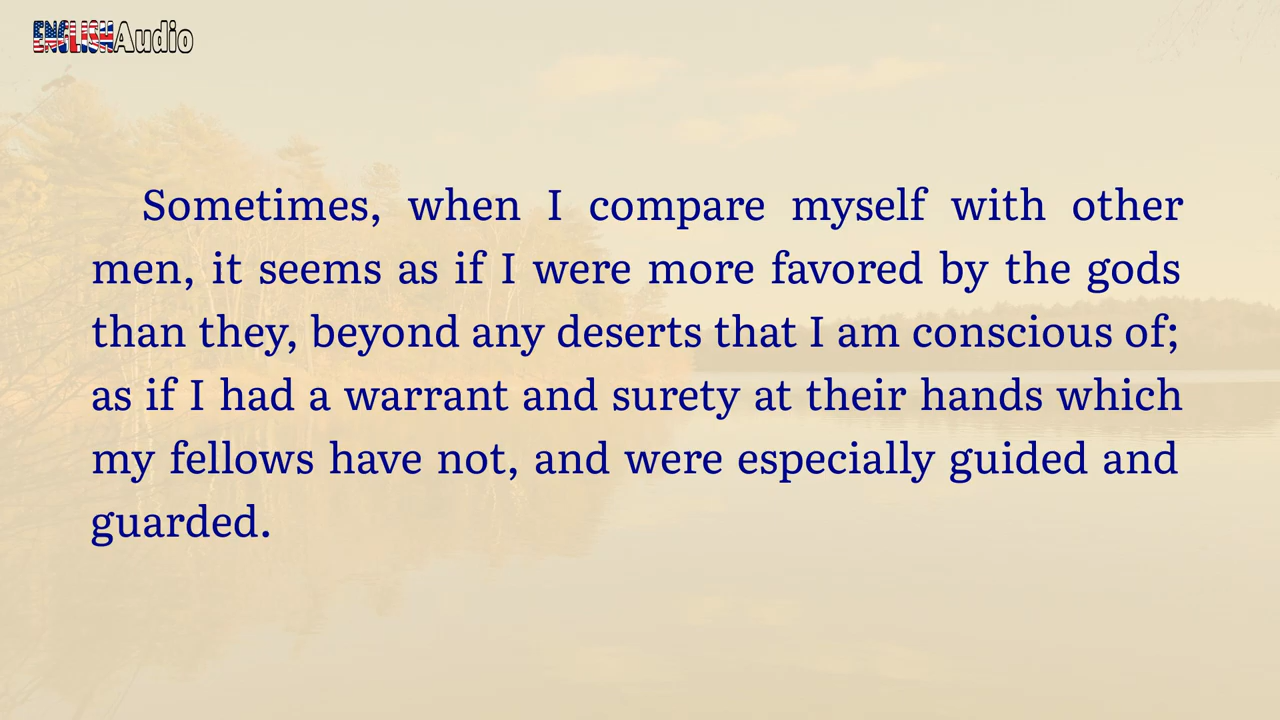 ENGLISHAudio
Sometimes, when I compare myself with other
men, it seems as if I were more favored by the gods
than they, beyond any deserts that I am conscious of;
as if I had a warrant and surety at their hands which
my fellows have not, and were especially guided and
guarded.